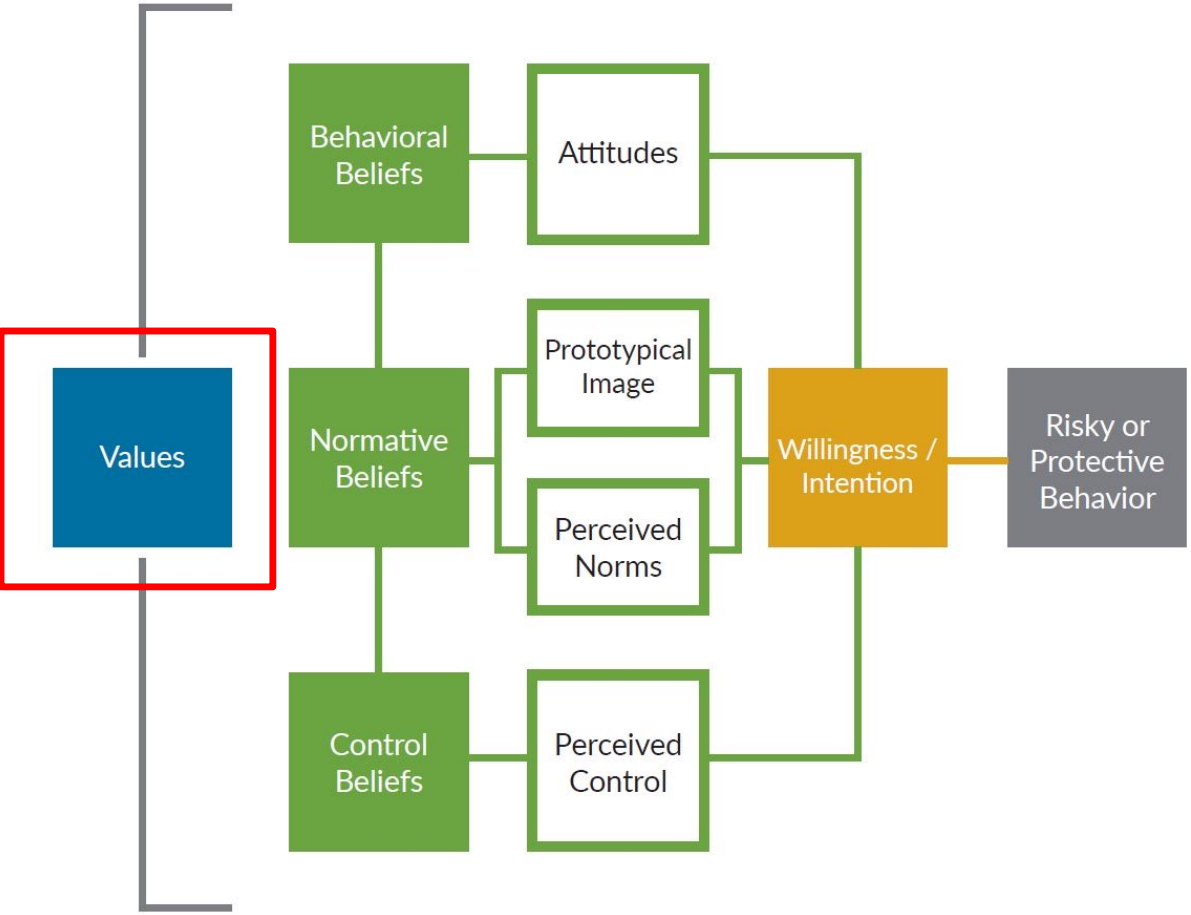 Behavioral
Beliefs
Attitudes
Prototypical
Image
Values
Normative
Beliefs
Perceived
Norms
Willingness /
Intention
Risky or
Protective
Behavior
Control
Beliefs
Perceived
Control